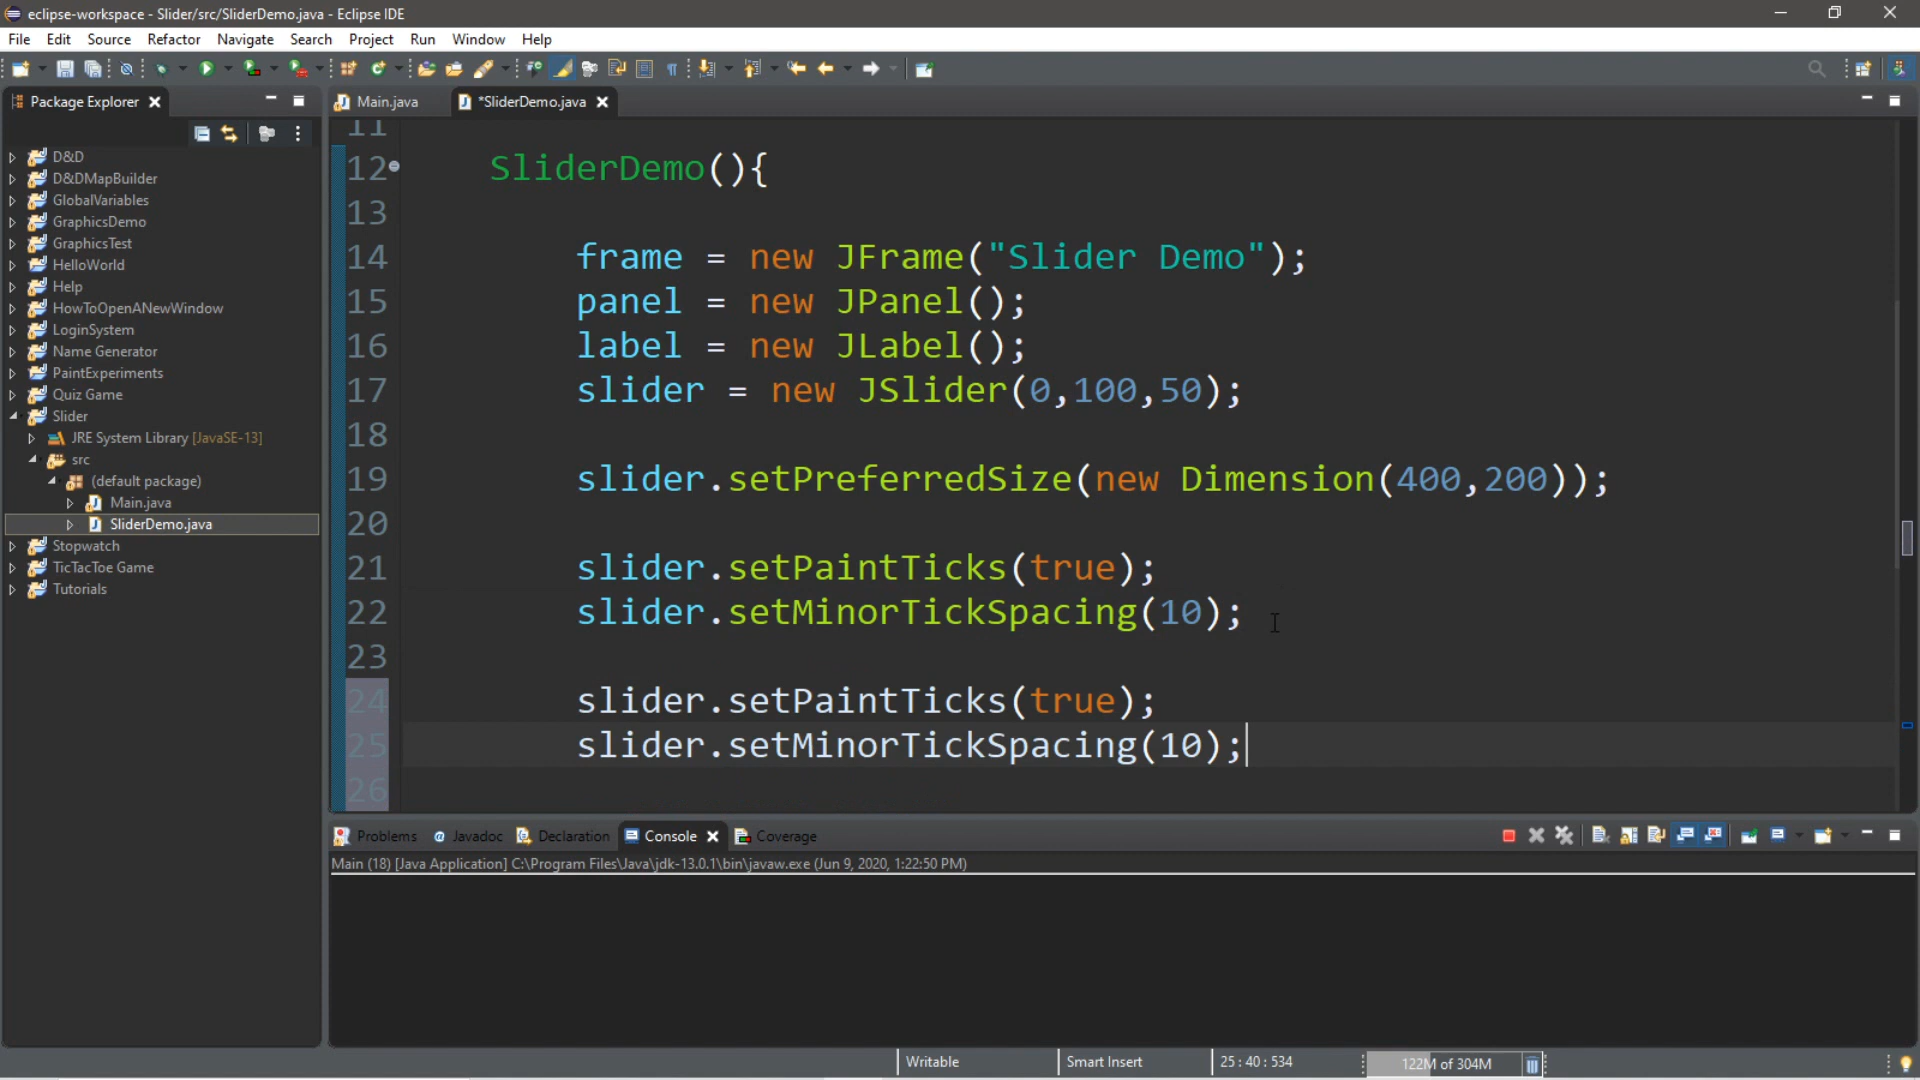 eclipse-workspace - Slider/src/SliderDemo.java - Eclipse IDE
File Edit Source Refactor Navigate Search Project Run Window Help
Package Explorer
Main.java *SliderDemo.java
D&D
D&DMapBuilder
GlobalVariables
GraphicsDemo
GraphicsTest
HelloWorld
Help
HowToOpenANewWindow
LoginSystem
Name Generator
PaintExperiments
Quiz Game
Slider
JRE System Library [JavaSE-13]
src
(default package)
Main.java
SliderDemo.java
Stopwatch
TicTacToe Game
Tutorials
11
12 SliderDemo(){
13
14 frame = new JFrame("Slider Demo");
15 panel = new JPanel();
16 label = new JLabel();
17 slider = new JSlider(0,100,50);
18
19 slider.setPreferredSize(new Dimension(400,200));
20
21 slider.setPaintTicks(true);
22 slider.setMinorTickSpacing(10);
23
24 slider.setPaintTicks(true);
25 slider.setMinorTickSpacing(10);
26
Problems @ Javadoc Declaration Console Coverage
Main (18) [Java Application] C:\Program Files\Java\jdk-13.0.1\bin\javaw.exe (Jun 9, 2020, 1:22:50 PM)
Writable Smart Insert 25 : 40 : 534 122M of 304M